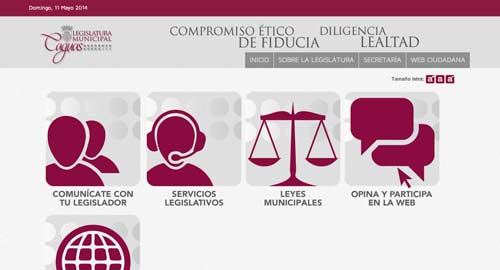 Domingo, 11 Mayo 2014
LEGISLATURA
MUNICIPAL
Caguas
COMPROMISO ÉTICO
DE FIDUCIA
DILIGENCIA
LEALTAD
INICIO
SOBRE LA LEGISLATURA
SECRETARÍA
WEB CIUDADANA
Tamaño letra:
COMUNÍCATE CON
TU LEGISLADOR
SERVICIOS
LEGISLATIVOS
LEYES
MUNICIPALES
OPINA Y PARTICIPA
EN LA WEB